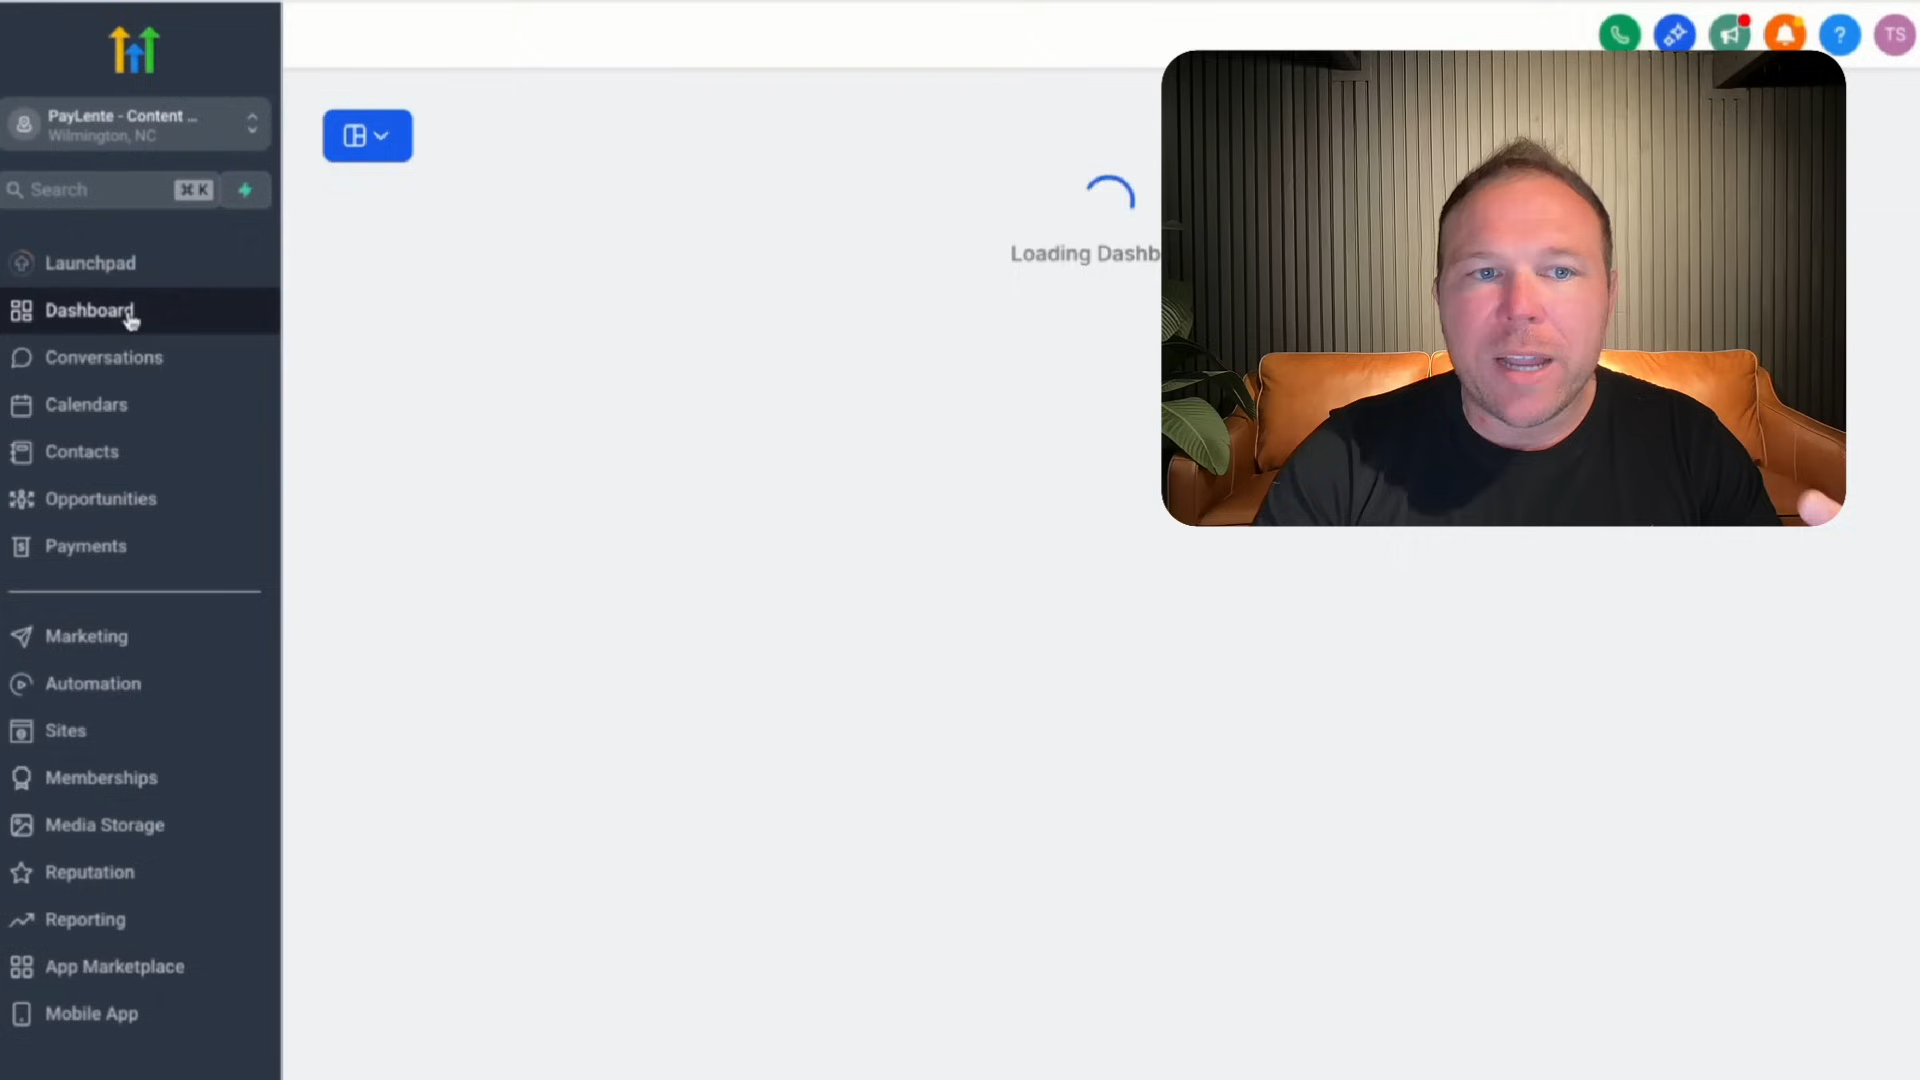 PayLente - Content ...
Wilmington, NC
Search
⌘ K
Launchpad
Dashboard
Conversations
Calendars
Contacts
Opportunities
Payments
Marketing
Automation
Sites
Memberships
Media Storage
Reputation
Reporting
App Marketplace
Mobile App
Loading Dashb
?
TS